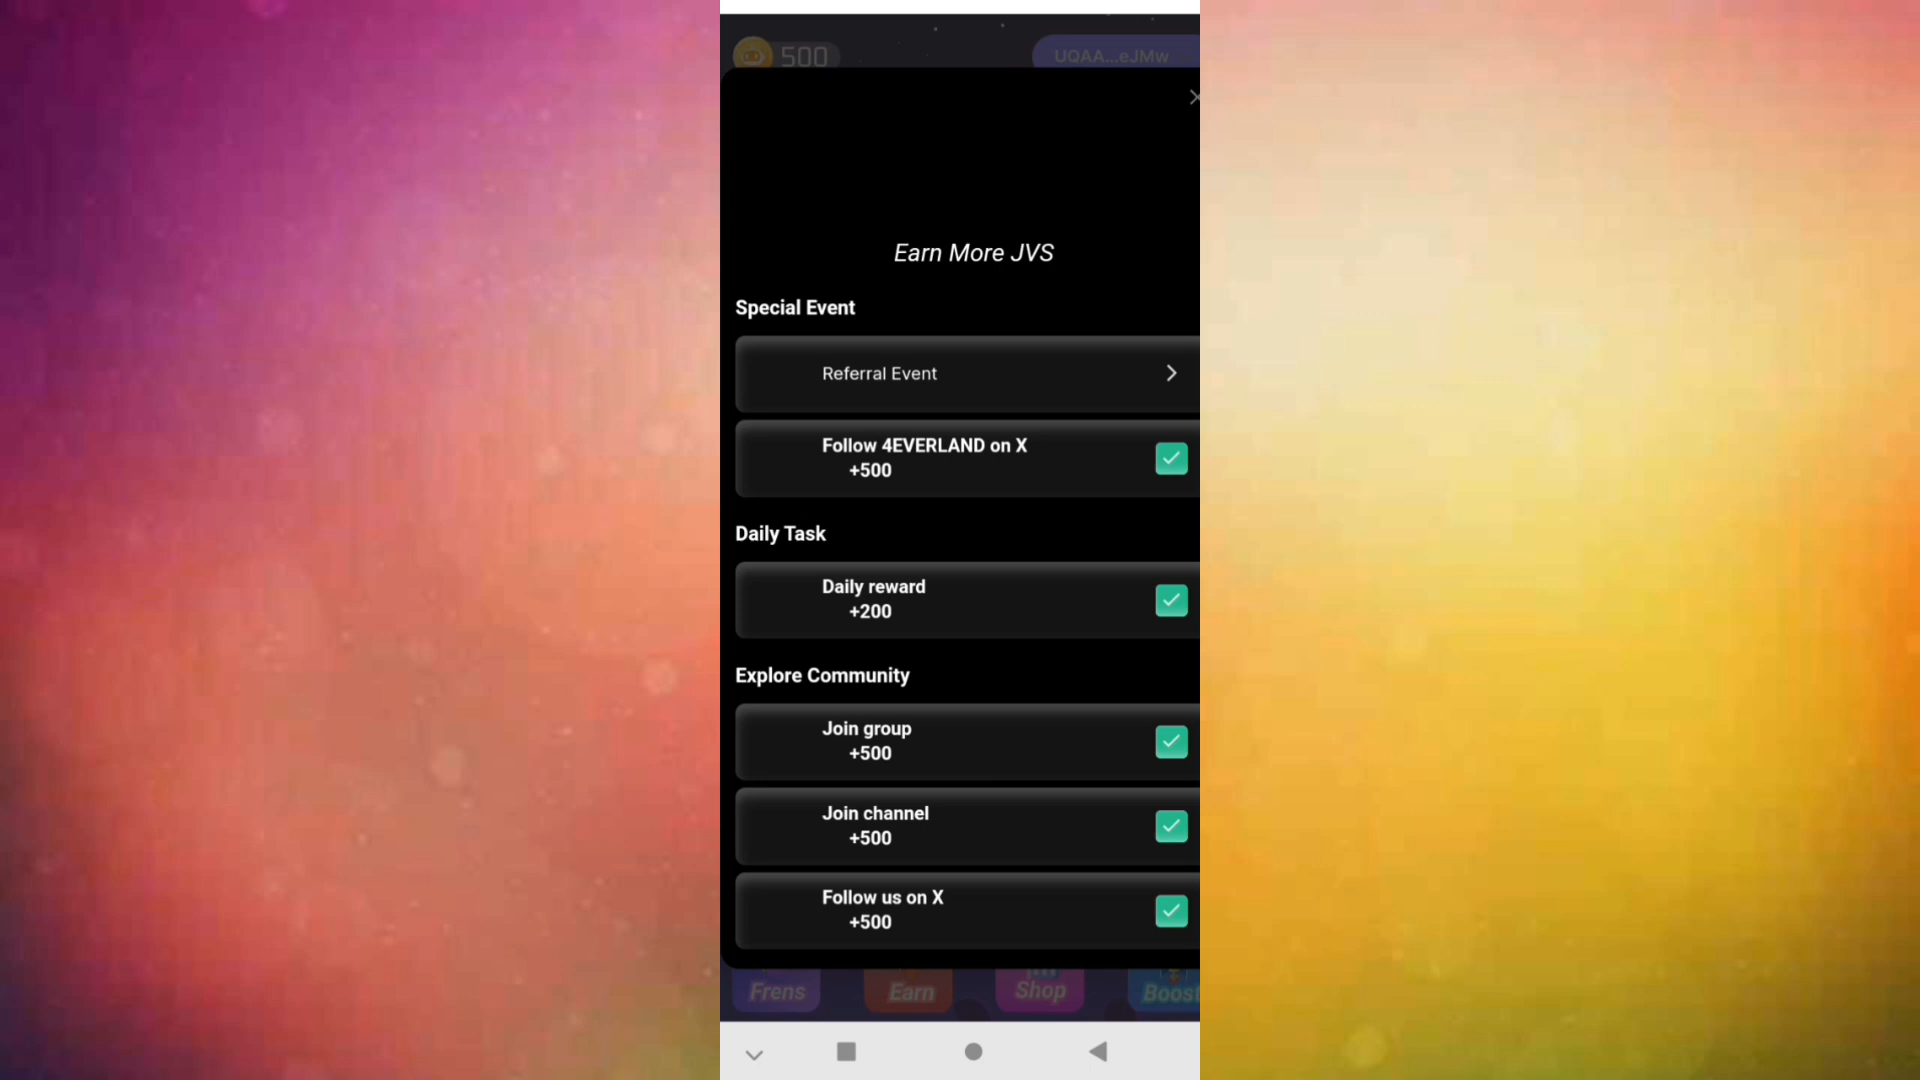 500
UQAA...eJMw
Earn More JVS
Special Event
Referral Event
Follow 4EVERLAND on X
+500
Daily Task
Daily reward
+200
Explore Community
Join group
+500
Join channel
+500
Follow us on X
+500
Frens
Earn
Shop
Boost